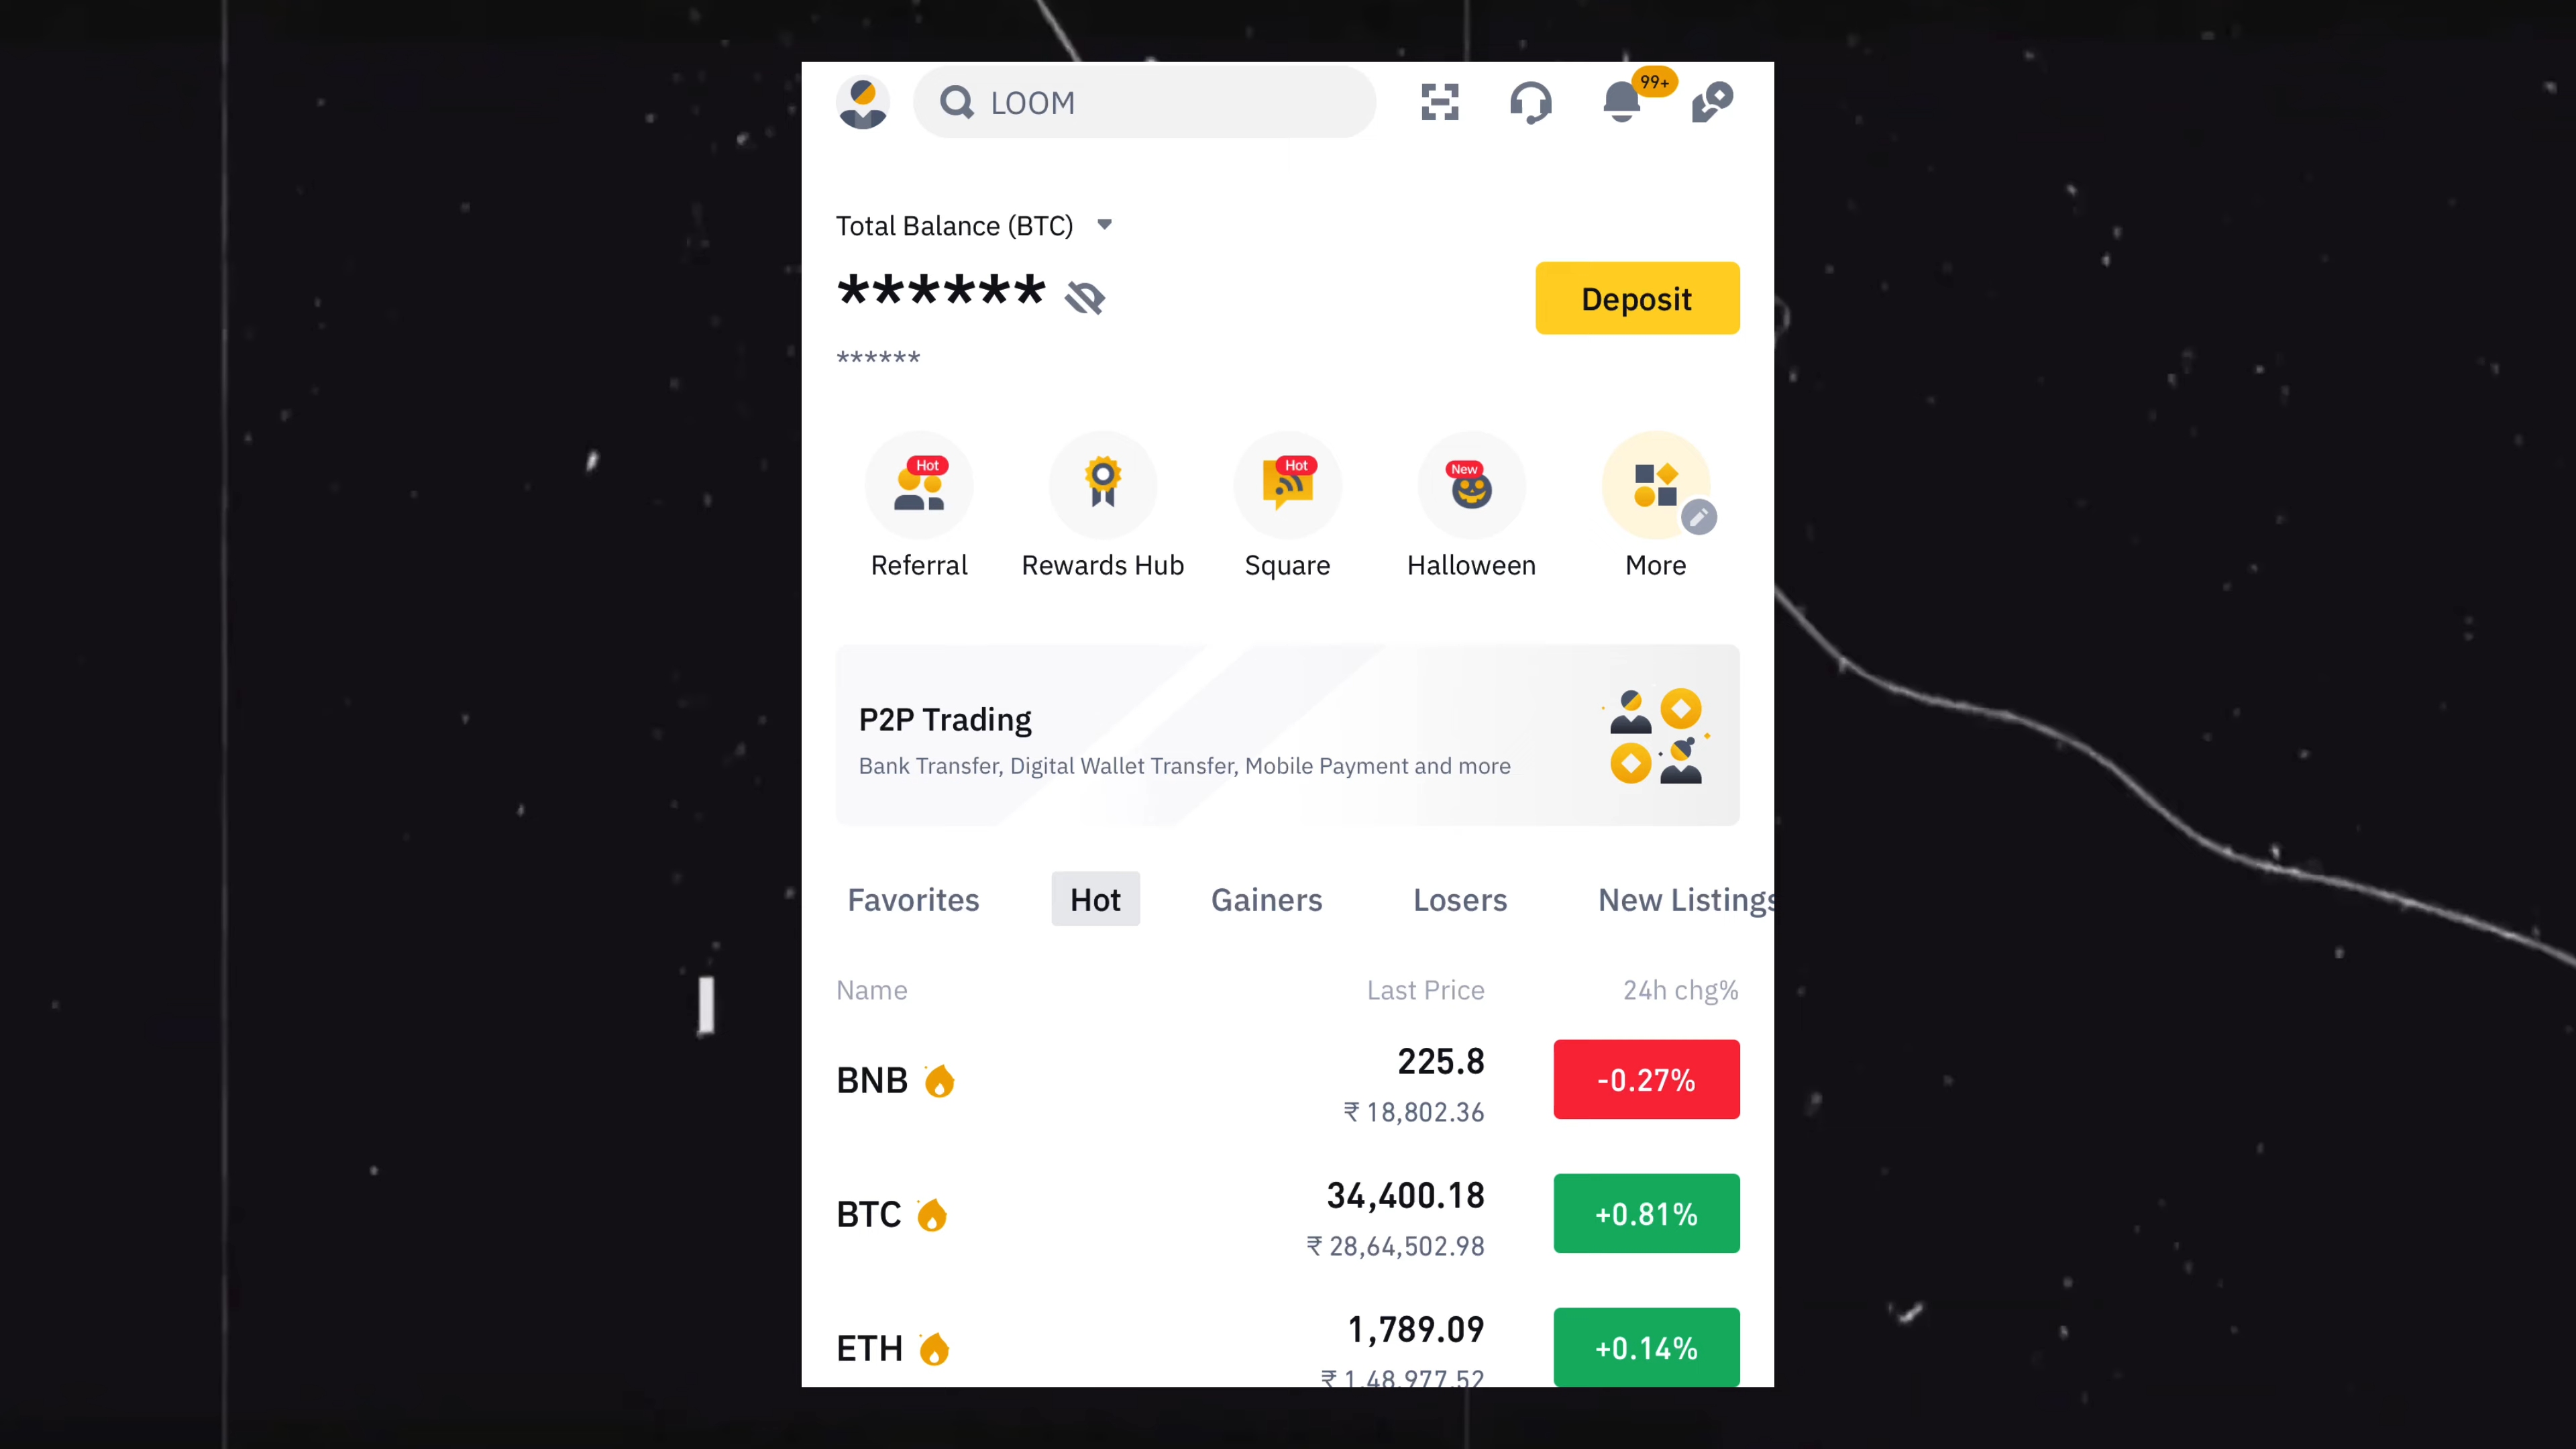 LOOM
99+
Total Balance (BTC)
******
Deposit
******
Hot
Hot
New
Referral
Rewards Hub
Square
Halloween
More
P2P Trading
Bank Transfer, Digital Wallet Transfer, Mobile Payment and more
Favorites Hot Gainers Losers New Listings
Name Last Price 24h chg%
BNB 225.8 -0.27%
₹ 18,802.36
BTC 34,400.18 +0.81%
₹ 28,64,502.98
ETH 1,789.09 +0.14%
₹ 1,48,977.52